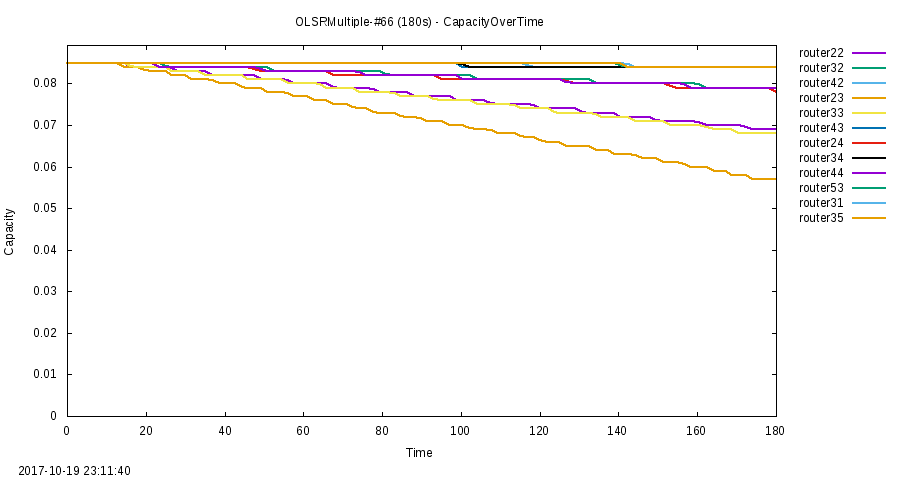 OLSRMultiple-#66 (180s) - CapacityOverTime
router22
router32
router42
router23
router33
router43
router24
router34
router44
router53
router31
router35
0.08
0.07
0.06
0.05
0.04
0.03
0.02
0.01
0
Capacity
0 20 40 60 80 100 120 140 160 180
Time
2017-10-19 23:11:40